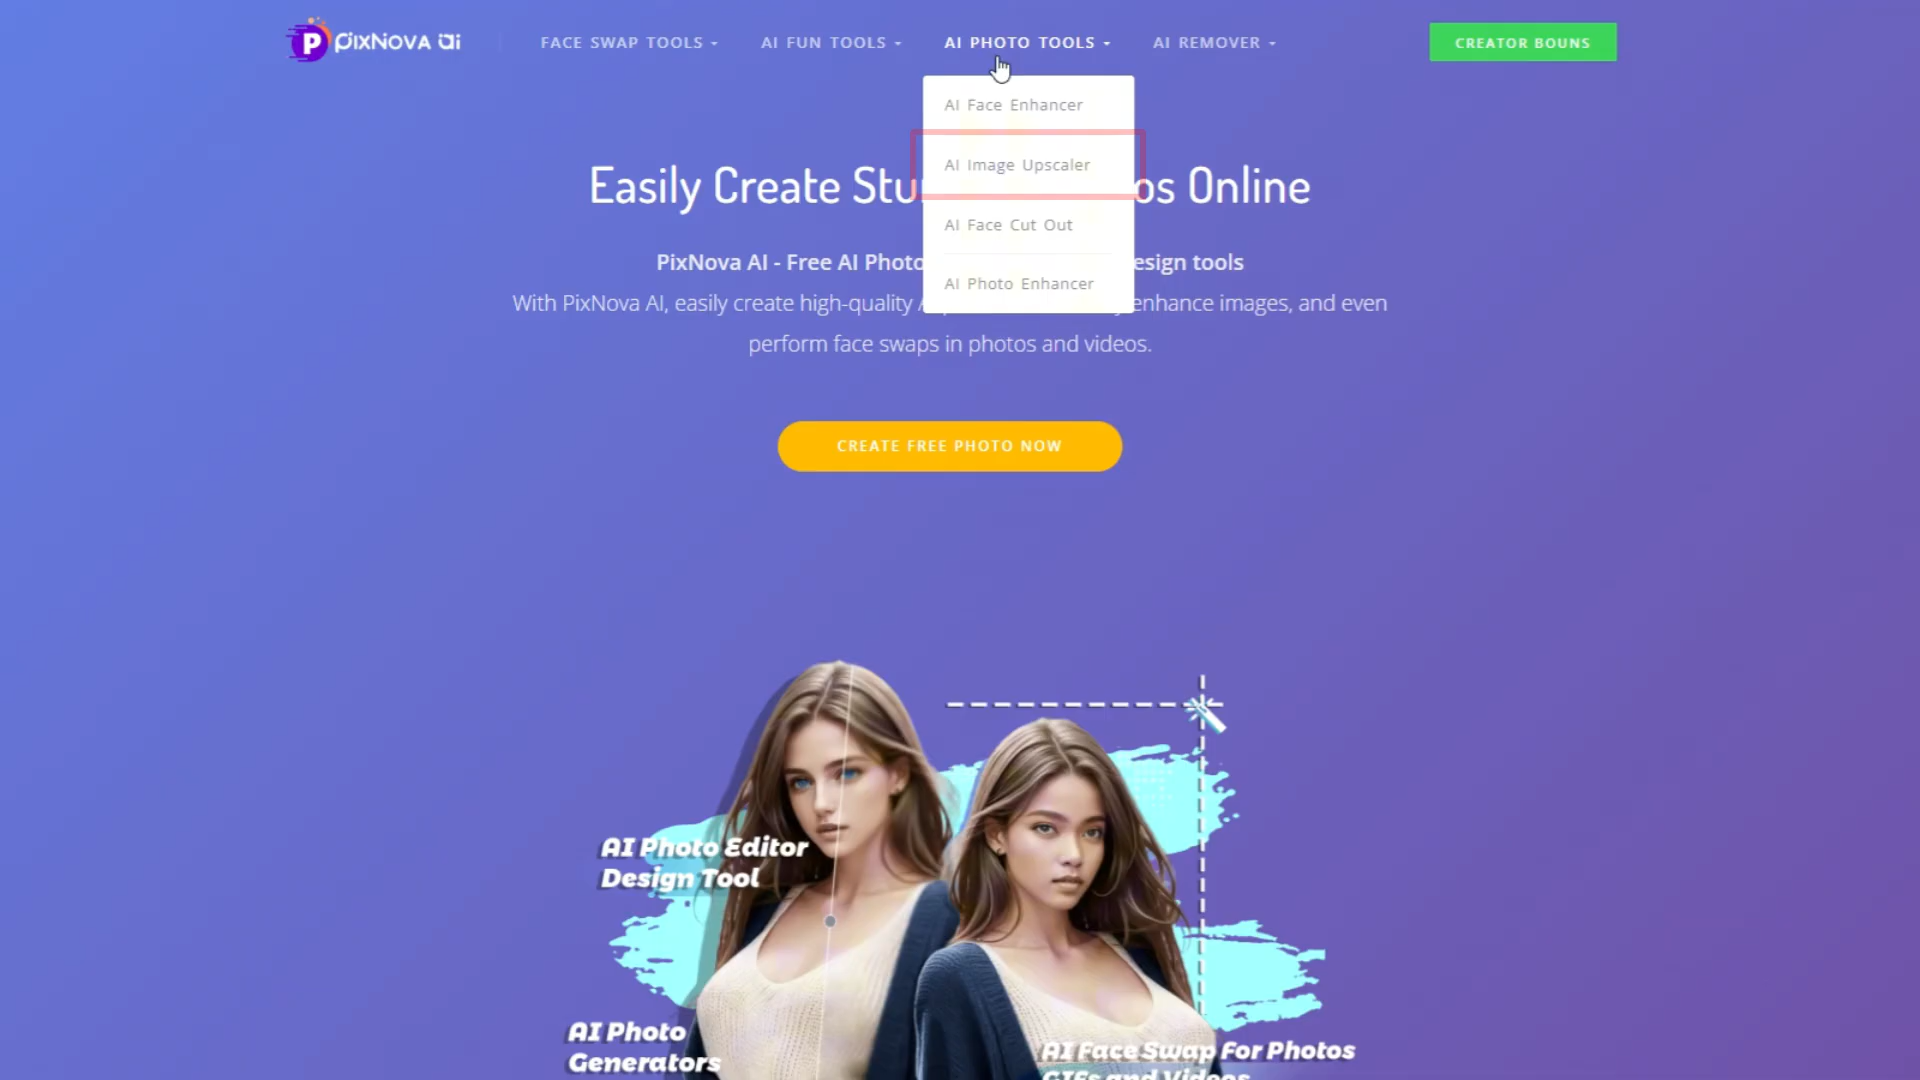 PixNova ai
FACE SWAP TOOLS
AI FUN TOOLS
AI PHOTO TOOLS
AI REMOVER
CREATOR BOUNS
AI Face Enhancer
AI Image Upscaler
AI Face Cut Out
AI Photo Enhancer
Easily Create Stu os Online
PixNova AI - Free AI Photo esign tools
With PixNova AI, easily create high-quality enhance images, and even
perform face swaps in photos and videos.
CREATE FREE PHOTO NOW
AI Photo Editor
Design Tool
AI Photo
Generators
AI Face Swap For Photos
GIFs and Videos